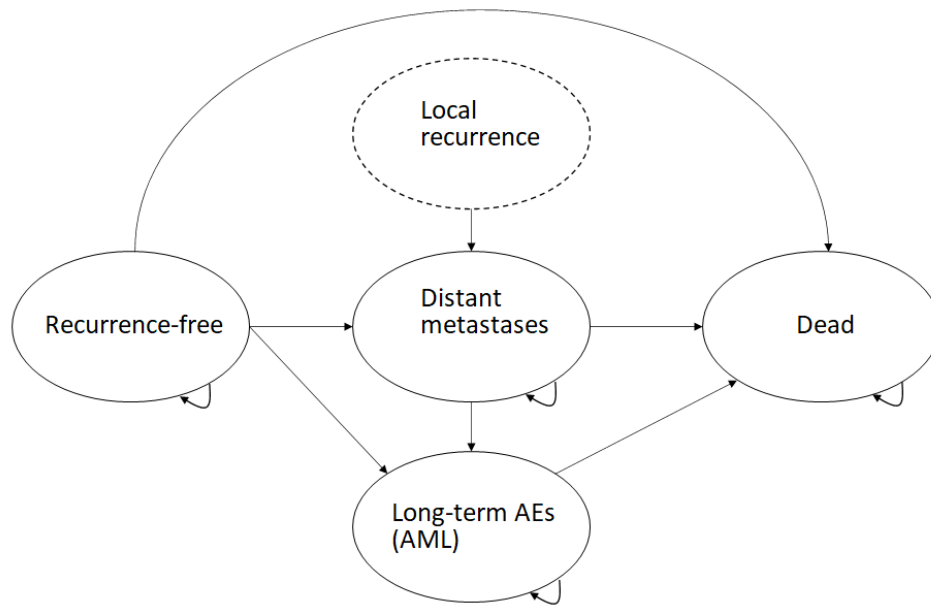 Local
recurrence
Recurrence-free
Distant
metastases
Dead
Long-term AEs
(AML)